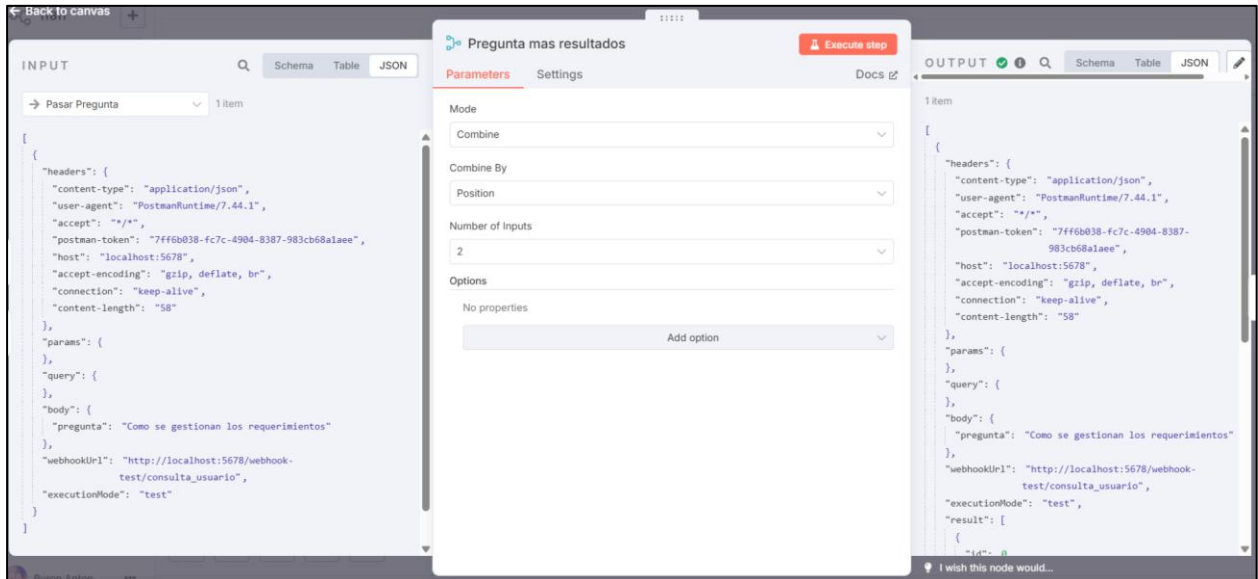 ← Back to canvas
Pregunta mas resultados
Execute step
Parameters Settings Docs
INPUT
Schema Table JSON
→ Pasar Pregunta 1 item
[
{
"headers": {
"content-type": "application/json",
"user-agent": "PostmanRuntime/7.44.1",
"accept": "*/*",
"postman-token": "7ff6b038-fc7c-4904-8387-983cb68a1aee",
"host": "localhost:5678",
"accept-encoding": "gzip, deflate, br",
"connection": "keep-alive",
"content-length": "58"
},
"params": {
},
"query": {
},
"body": {
"pregunta": "Como se gestionan los requerimientos"
},
"webhookUrl": "http://localhost:5678/webhook-
test/consulta_usuario",
"executionMode": "test"
}
]
Mode
Combine
Combine By
Position
Number of Inputs
2
Options
No properties
Add option
OUTPUT
Schema Table JSON
1 item
[
{
"headers": {
"content-type": "application/json",
"user-agent": "PostmanRuntime/7.44.1",
"accept": "*/*",
"postman-token": "7ff6b038-fc7c-4904-8387-
983cb68a1aee",
"host": "localhost:5678",
"accept-encoding": "gzip, deflate, br",
"connection": "keep-alive",
"content-length": "58"
},
"params": {
},
"query": {
},
"body": {
"pregunta": "Como se gestionan los requerimientos"
},
"webhookUrl": "http://localhost:5678/webhook-
test/consulta_usuario",
"executionMode": "test",
"result": [
{
"id": 0
I wish this node would...